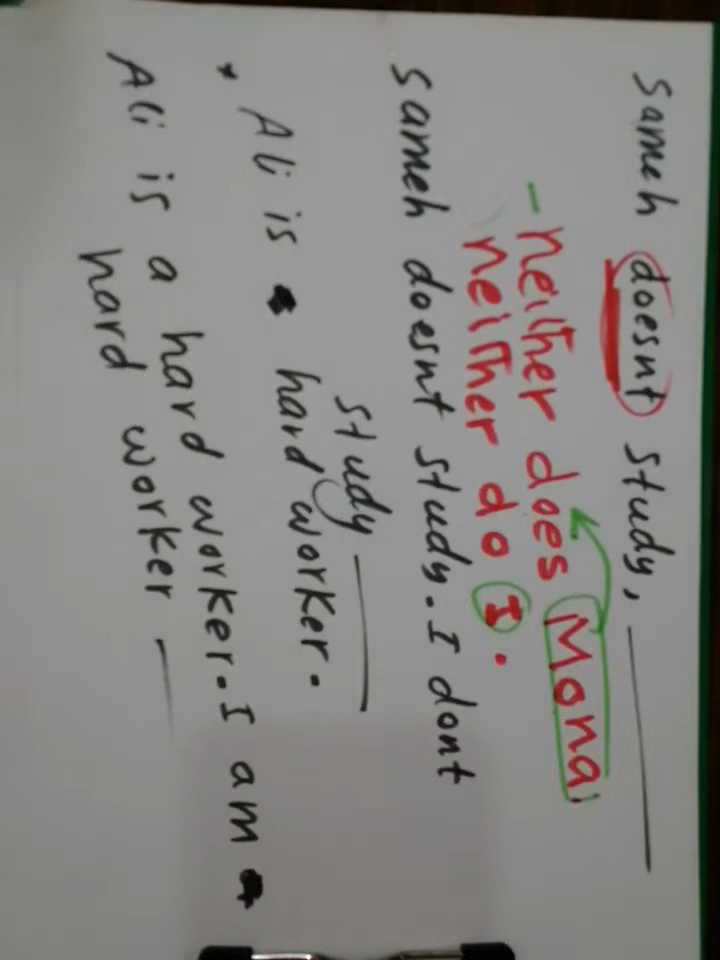 Sameh doesnt study, ______
- neither does Mona
neither do I.
Sameh doesnt study. I dont
study ______
* Ali is hard worker.
Ali is a hard worker. I am
hard worker __